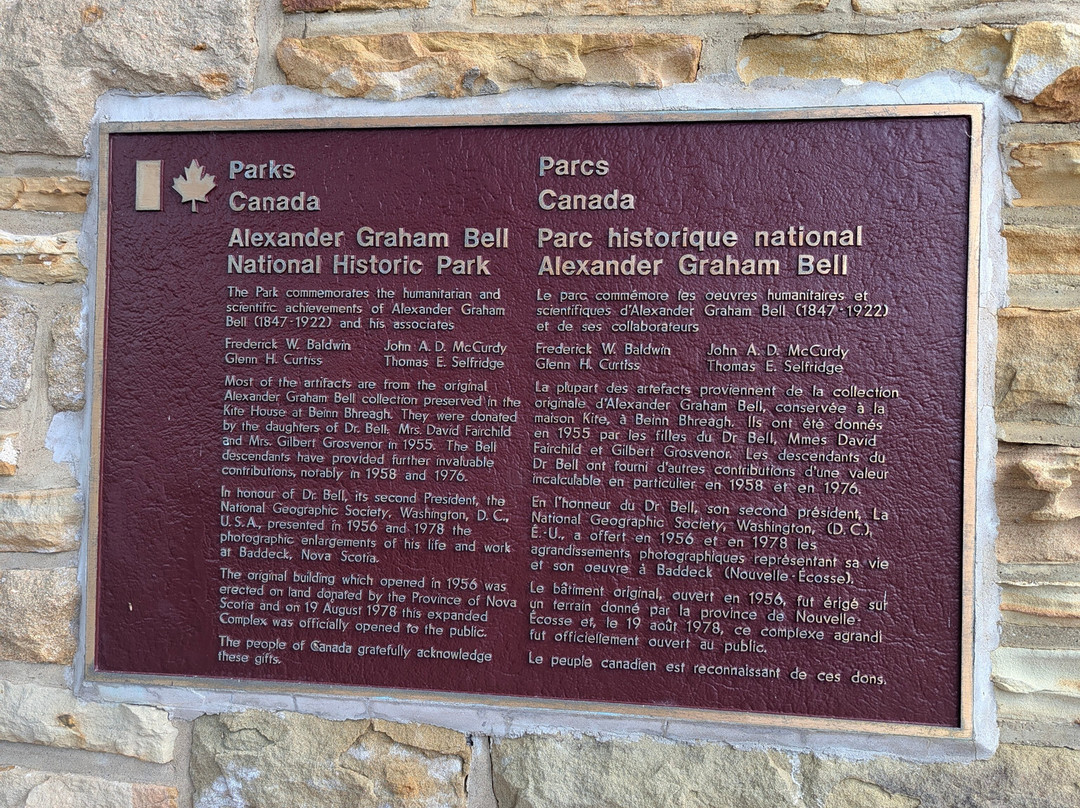 Parks
Canada
Alexander Graham Bell
National Historic Park
The Park commemorates the humanitarian and
scientific achievements of Alexander Graham
Bell (1847-1922) and his associates
Frederick W. Baldwin John A. D. McCurdy
Glenn H. Curtiss Thomas E. Selfridge
Most of the artifacts are from the original
Alexander Graham Bell collection preserved in the
Kite House at Beinn Bhreagh. They were donated
by the daughters of Dr. Bell: Mrs. David Fairchild
and Mrs. Gilbert Grosvenor in 1955. The Bell
descendants have provided further invaluable
contributions, notably in 1958 and 1976.
In honour of Dr. Bell, its second President, the
National Geographic Society, Washington, D. C.,
U.S.A., presented in 1956 and 1978 the
photographic enlargements of his life and work
at Baddeck, Nova Scotia.
The original building which opened in 1956 was
erected on land donated by the Province of Nova
Scotia and on 19 August 1978 this expanded
Complex was officially opened to the public.
The people of Canada gratefully acknowledge
these gifts.
Parcs
Canada
Parc historique national
Alexander Graham Bell
Le parc commémore les oeuvres humanitaires et
scientifiques d'Alexander Graham Bell (1847-1922)
et de ses collaborateurs
Frederick W. Baldwin John A. D. McCurdy
Glenn H. Curtiss Thomas E. Selfridge
La plupart des artefacts proviennent de la collection
originale d'Alexander Graham Bell, conservée à la
maison Kite, à Beinn Bhreagh. Ils ont été donnés
en 1955 par les filles du Dr Bell, Mmes David
Fairchild et Gilbert Grosvenor. Les descendants du
Dr Bell ont fourni d'autres contributions d'une valeur
incalculable en particulier en 1958 et en 1976.
En l'honneur du Dr Bell, son second président, La
National Geographic Society, Washington, (D.C.),
É.-U., a offert en 1956 et en 1978 les
agrandissements photographiques représentant sa vie
et son oeuvre à Baddeck (Nouvelle-Écosse).
Le bâtiment original, ouvert en 1956, fut érigé sur
un terrain donné par la province de Nouvelle-
Écosse et, le 19 août 1978, ce complexe agrandi
fut officiellement ouvert au public.
Le peuple canadien est reconnaissant de ces dons.